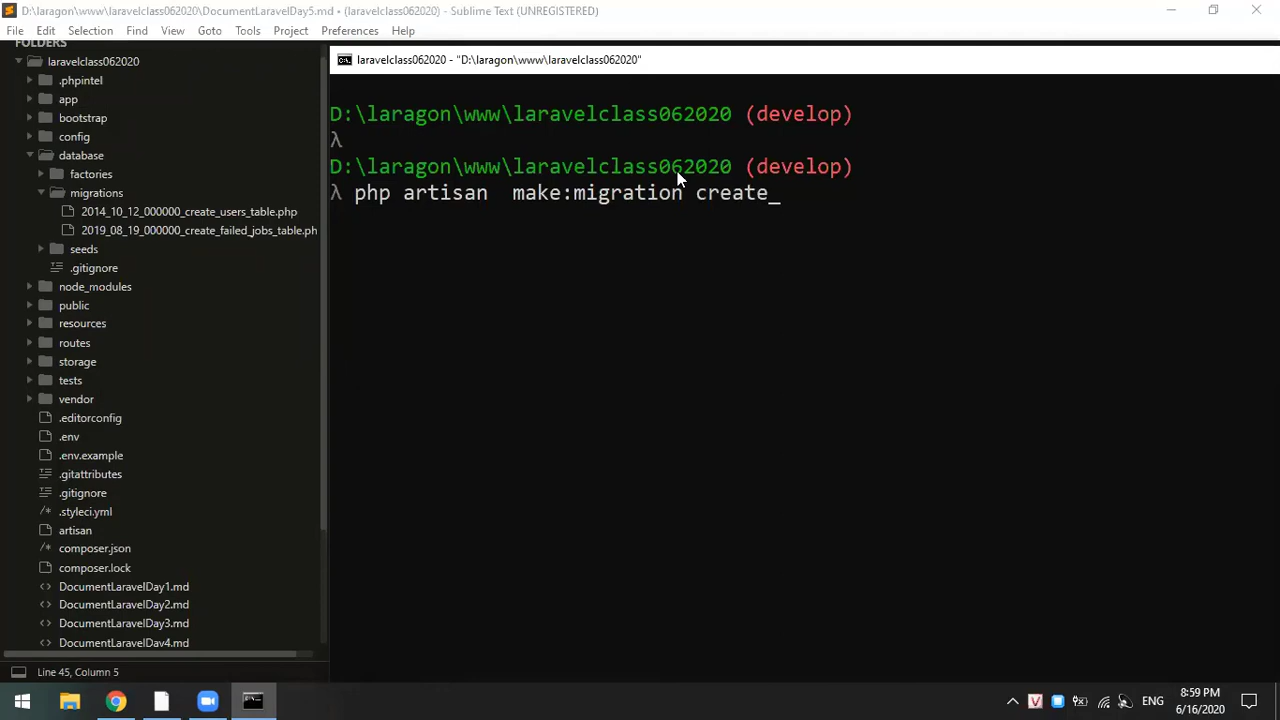 D:\laragon\www\laravelclass062020\DocumentLaravelDay5.md • (laravelclass062020) - Sublime Text (UNREGISTERED)
File Edit Selection Find View Goto Tools Project Preferences Help
FOLDERS
laravelclass062020
.phpintel
app
bootstrap
config
database
factories
migrations
2014_10_12_000000_create_users_table.php
2019_08_19_000000_create_failed_jobs_table.ph
seeds
.gitignore
node_modules
public
resources
routes
storage
tests
vendor
.editorconfig
.env
.env.example
.gitattributes
.gitignore
/* .styleci.yml
artisan
/* composer.json
composer.lock
<> DocumentLaravelDay1.md
<> DocumentLaravelDay2.md
<> DocumentLaravelDay3.md
<> DocumentLaravelDay4.md
Line 45, Column 5
laravelclass062020 - "D:\laragon\www\laravelclass062020"
D:\laragon\www\laravelclass062020 (develop)
λ
D:\laragon\www\laravelclass062020 (develop)
λ php artisan  make:migration create_
ENG
8:59 PM
6/16/2020